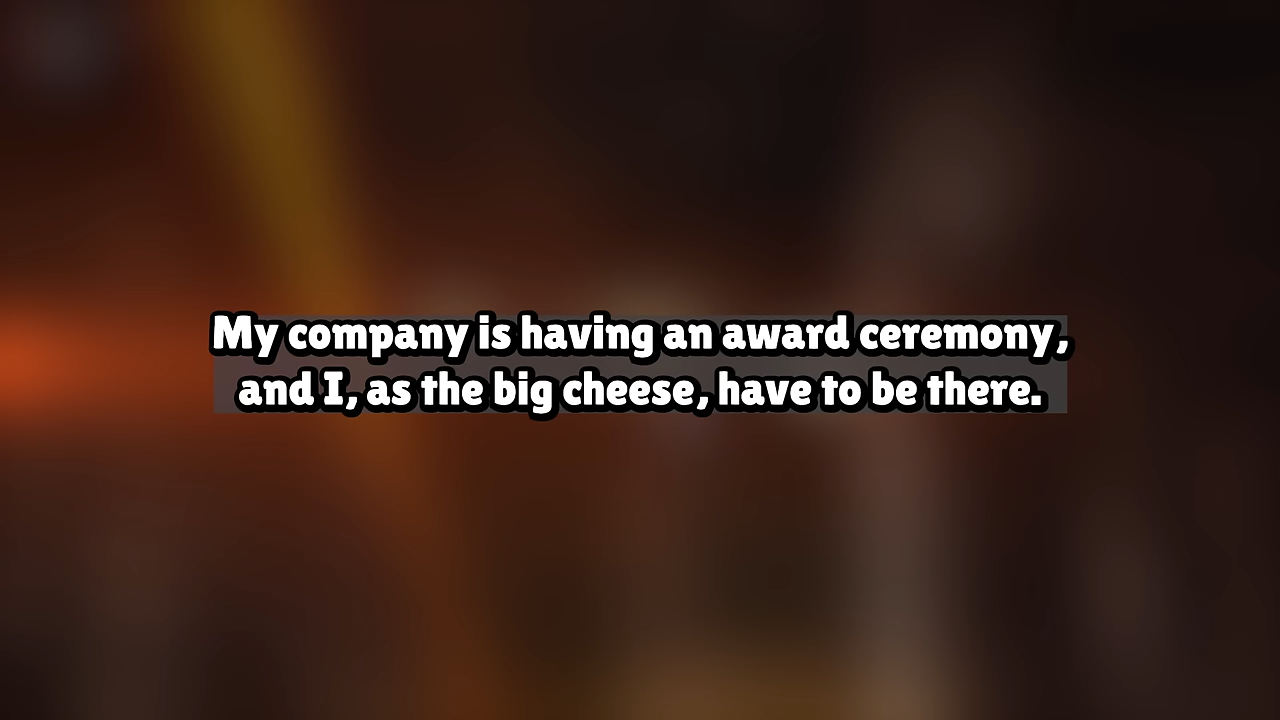 My company is having an award ceremony,
and I, as the big cheese, have to be there.